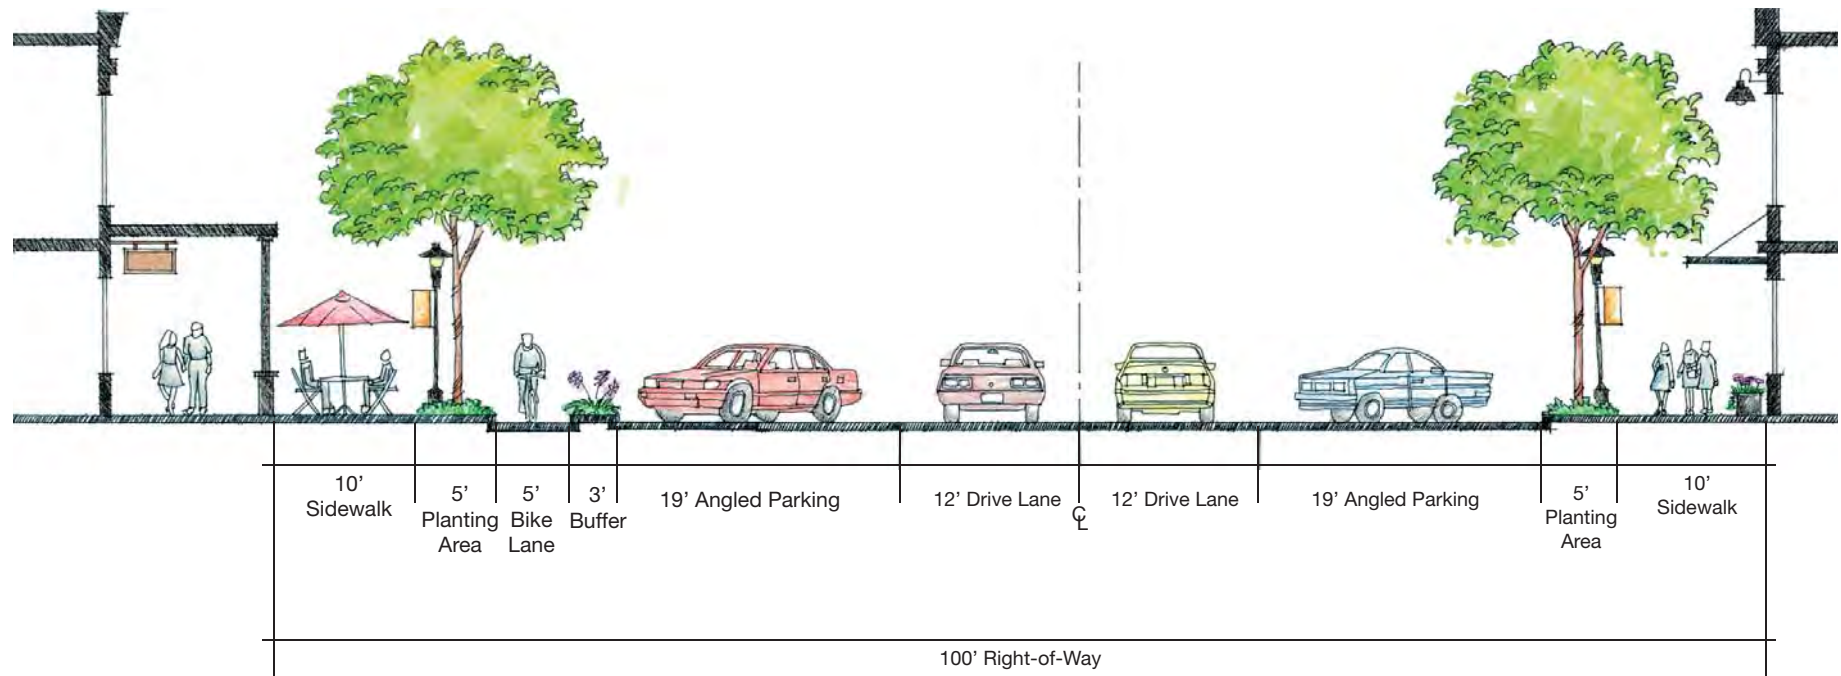 10’
Sidewalk
5’
Planting
Area
5’
Bike
Lane
3’
Buffer
19’ Angled Parking
12’ Drive Lane
CL
12’ Drive Lane
19’ Angled Parking
5’
Planting
Area
10’
Sidewalk
100’ Right-of-Way